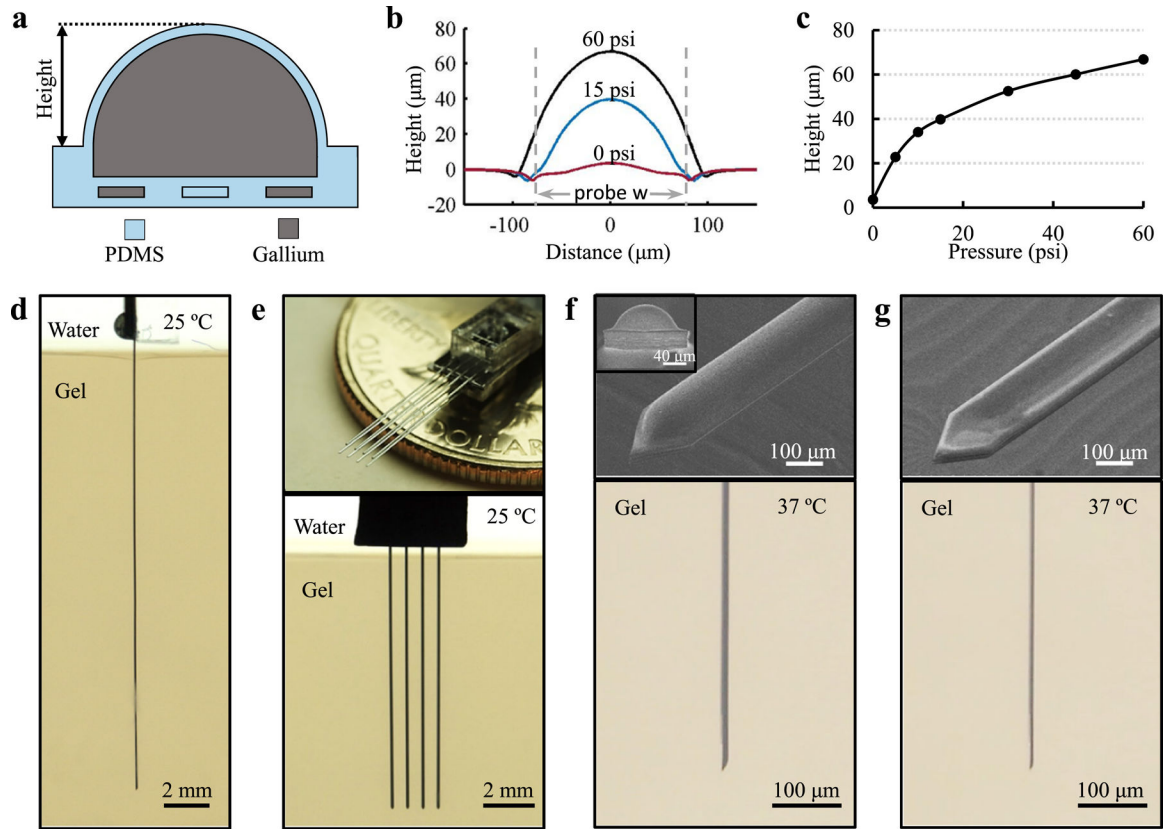 a
Height
PDMS
Gallium
b
Height (μm)
80
60
40
20
0
-20
60 psi
15 psi
0 psi
probe w
-100
0
100
Distance (μm)
c
Height (μm)
80
60
40
20
0
0
20
40
60
Pressure (psi)
d
Water
25 ºC
Gel
2 mm
e
LIBERTY
QUARTER
DOLLAR
Water
25 ºC
Gel
2 mm
f
40 μm
100 μm
Gel
37 ºC
100 μm
g
100 μm
Gel
37 ºC
100 μm